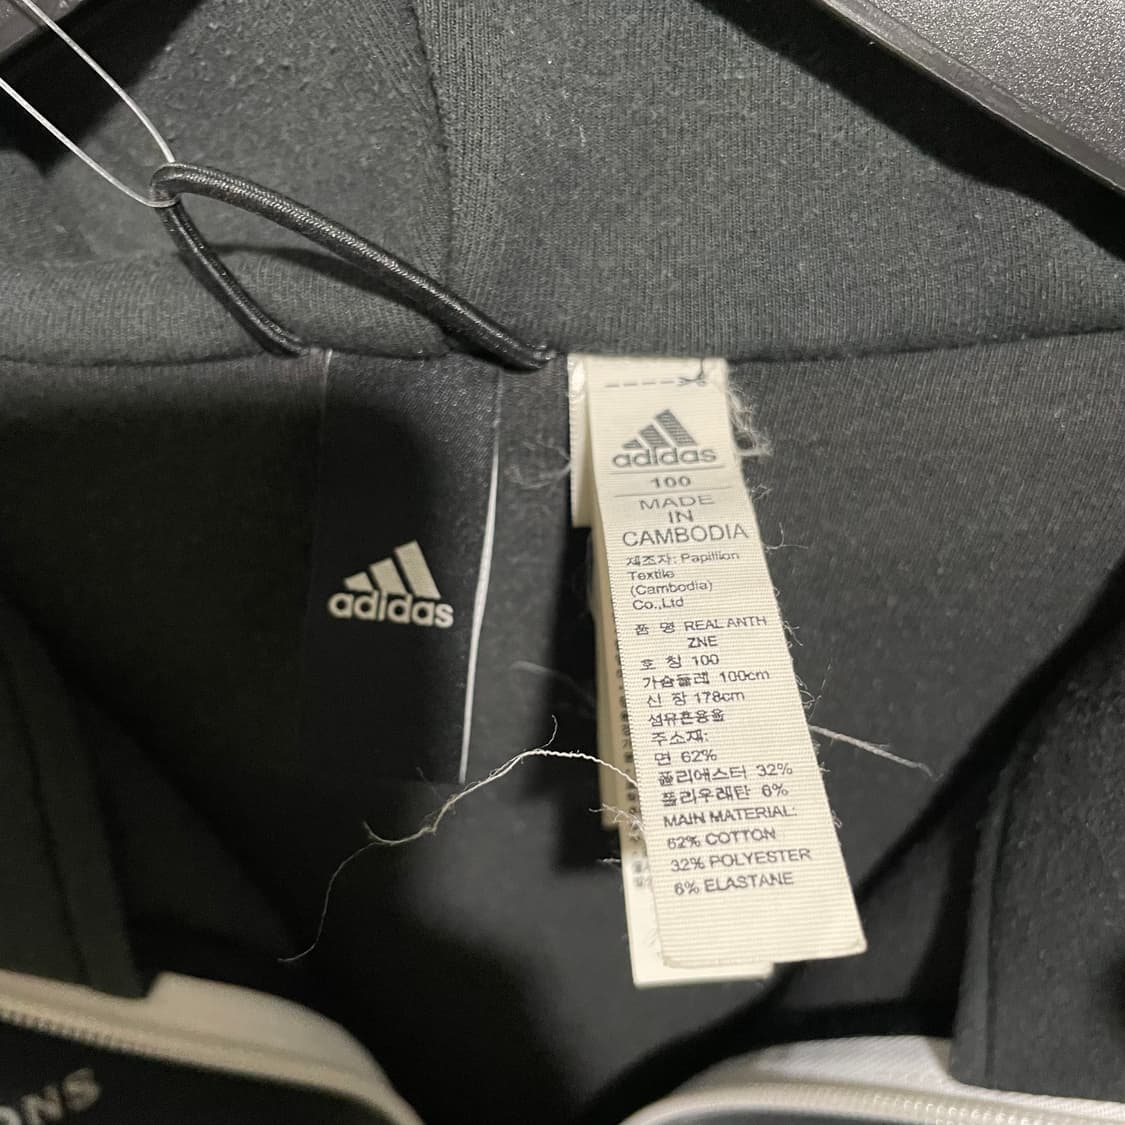 adidas
adidas
100
MADE
IN
CAMBODIA
제조자: Papillion
Textile
(Cambodia)
Co.,Ltd
품 명 REAL ANTH
ZNE
호 칭 100
가슴둘레 100cm
신 장 178cm
섬유혼용율
주소재:
면 62%
폴리에스터 32%
폴리우레탄 6%
MAIN MATERIAL:
62% COTTON
32% POLYESTER
6% ELASTANE
ONS